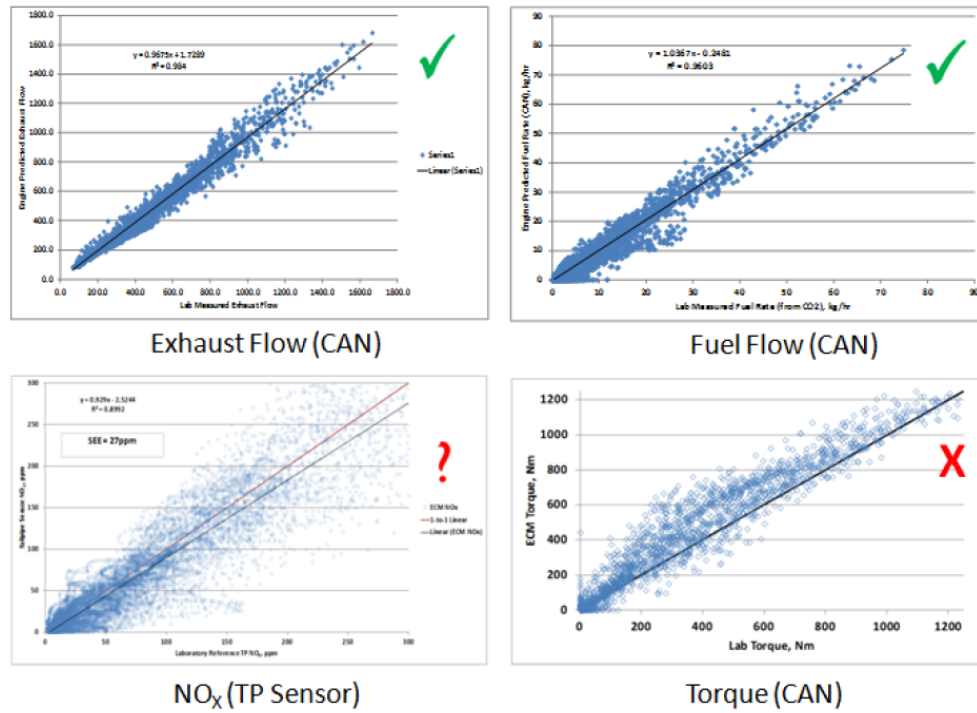 1800.0
1600.0
1400.0
1200.0
1000.0
800.0
600.0
400.0
200.0
0.0
Engine Predicted Exhaust Flow
y = 0.9675x + 1.7289
R² = 0.984
✓
Series1
Linear (Series1)
0.0 200.0 400.0 600.0 800.0 1000.0 1200.0 1400.0 1600.0 1800.0
Lab Measured Exhaust Flow
Exhaust Flow (CAN)
90
80
70
60
50
40
30
20
10
0
Engine Predicted Fuel Rate (CAN), kg/hr
y = 1.0367x - 0.2481
R² = 0.9603
✓
0 10 20 30 40 50 60 70 80 90
Lab Measured Fuel Rate (from CO2), kg/hr
Fuel Flow (CAN)
300
250
200
150
100
50
0
Tailpipe Sensor NOₓ, ppm
y = 0.929x - 2.5244
R² = 0.8992
SEE = 27ppm
?
ECM NOx
1-to-1 Linear
Linear (ECM NOx)
0 50 100 150 200 250 300
Laboratory Reference TP NOₓ, ppm
NOₓ (TP Sensor)
1200
1000
800
600
400
200
0
ECM Torque, Nm
X
0 200 400 600 800 1000 1200
Lab Torque, Nm
Torque (CAN)